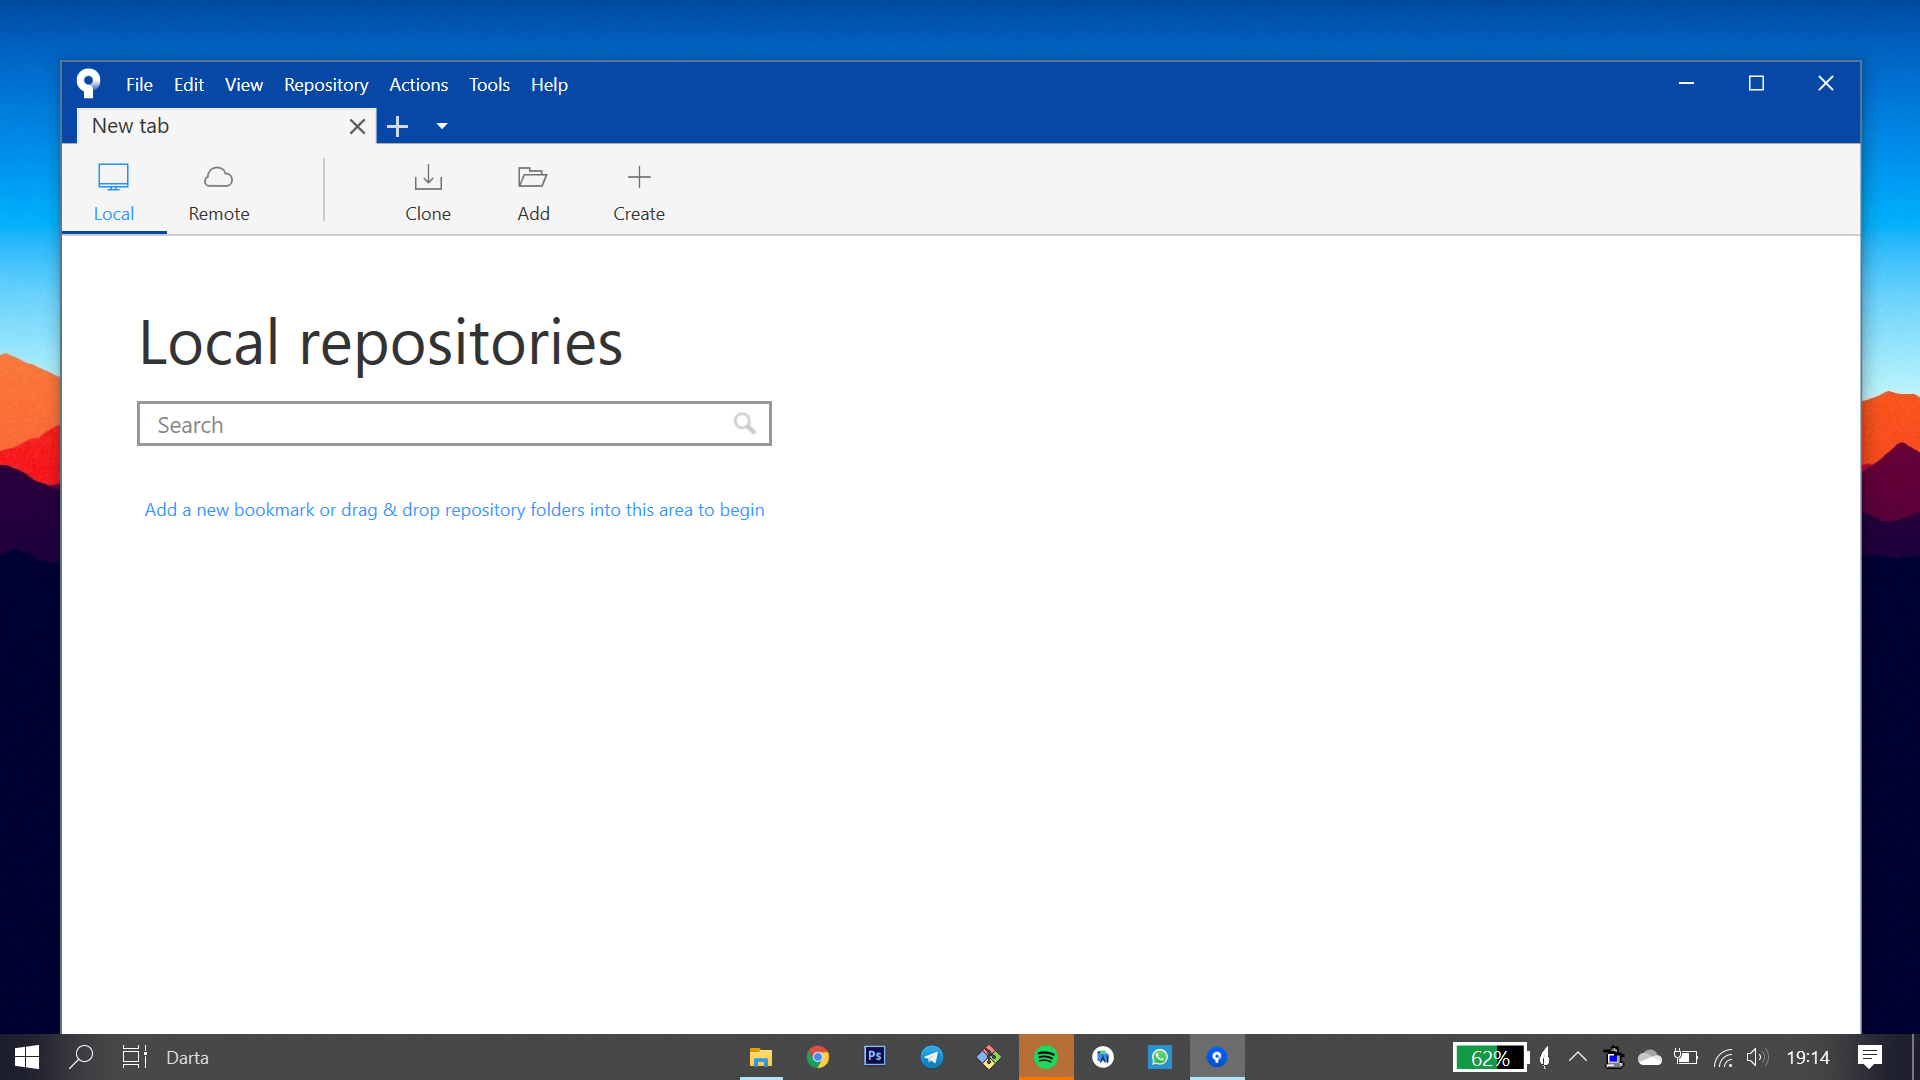 File Edit View Repository Actions Tools Help
New tab
Local Remote Clone Add Create
Local repositories
Search
Add a new bookmark or drag & drop repository folders into this area to begin
Darta Ps 62% 19:14